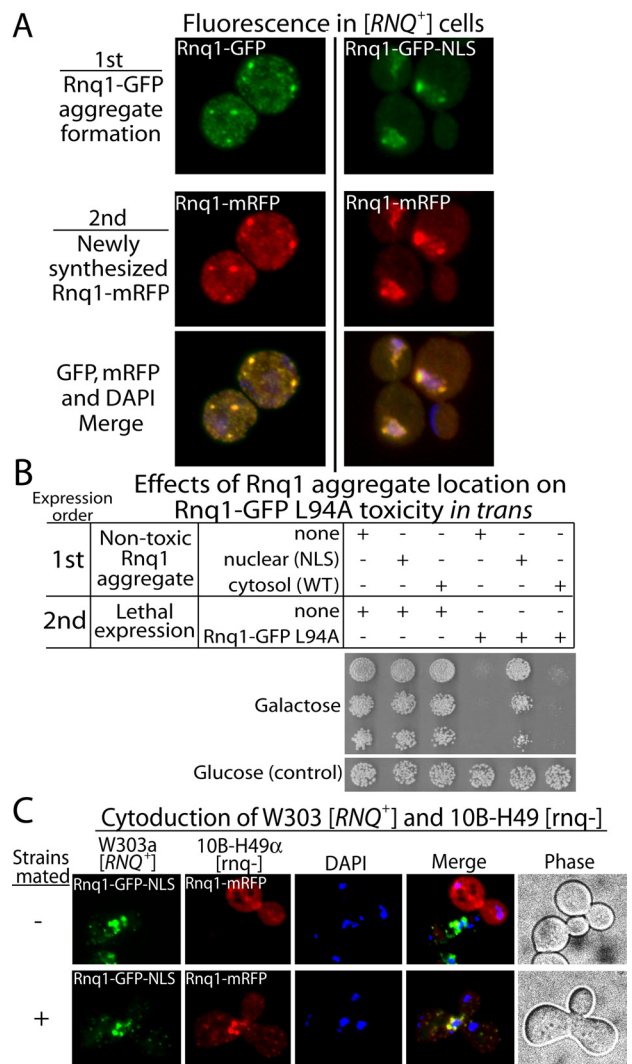 A
Fluorescence in [RNQ⁺] cells
1st
Rnq1-GFP
aggregate
formation
Rnq1-GFP
Rnq1-GFP-NLS
2nd
Newly
synthesized
Rnq1-mRFP
Rnq1-mRFP
Rnq1-mRFP
GFP, mRFP
and DAPI
Merge
B
Effects of Rnq1 aggregate location on
Rnq1-GFP L94A toxicity in trans
Expression
order
1st
Non-toxic
Rnq1
aggregate
none + - - + - -
nuclear (NLS) - + - - + -
cytosol (WT) - - + - - +
2nd
Lethal
expression
none + + + - - -
Rnq1-GFP L94A - - - + + +
Galactose
Glucose (control)
C
Cytoduction of W303 [RNQ⁺] and 10B-H49 [rnq-]
Strains
mated
W303a
[RNQ⁺]
10B-H49α
[rnq-]
DAPI
Merge
Phase
-
Rnq1-GFP-NLS
Rnq1-mRFP
+
Rnq1-GFP-NLS
Rnq1-mRFP